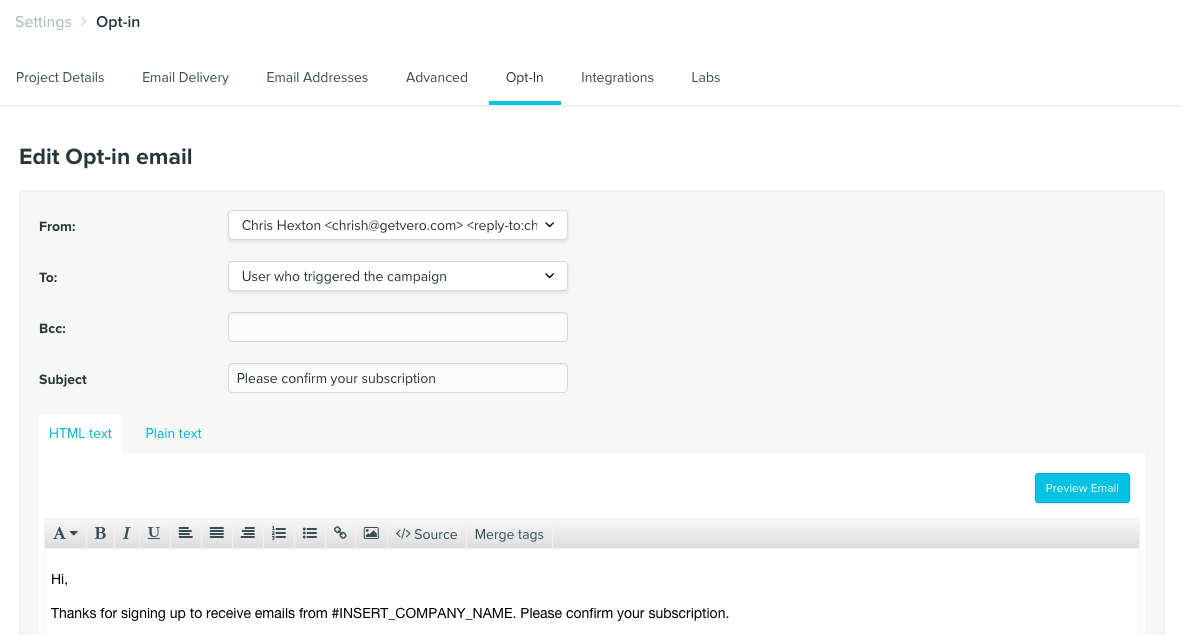 Settings > Opt-in
Project Details Email Delivery Email Addresses Advanced Opt-In Integrations Labs
Edit Opt-in email
From: Chris Hexton <chrish@getvero.com> <reply-to:ch
To: User who triggered the campaign
Bcc:
Subject Please confirm your subscription
HTML text Plain text
Preview Email
A B I U </> Source Merge tags
Hi,
Thanks for signing up to receive emails from #INSERT_COMPANY_NAME. Please confirm your subscription.